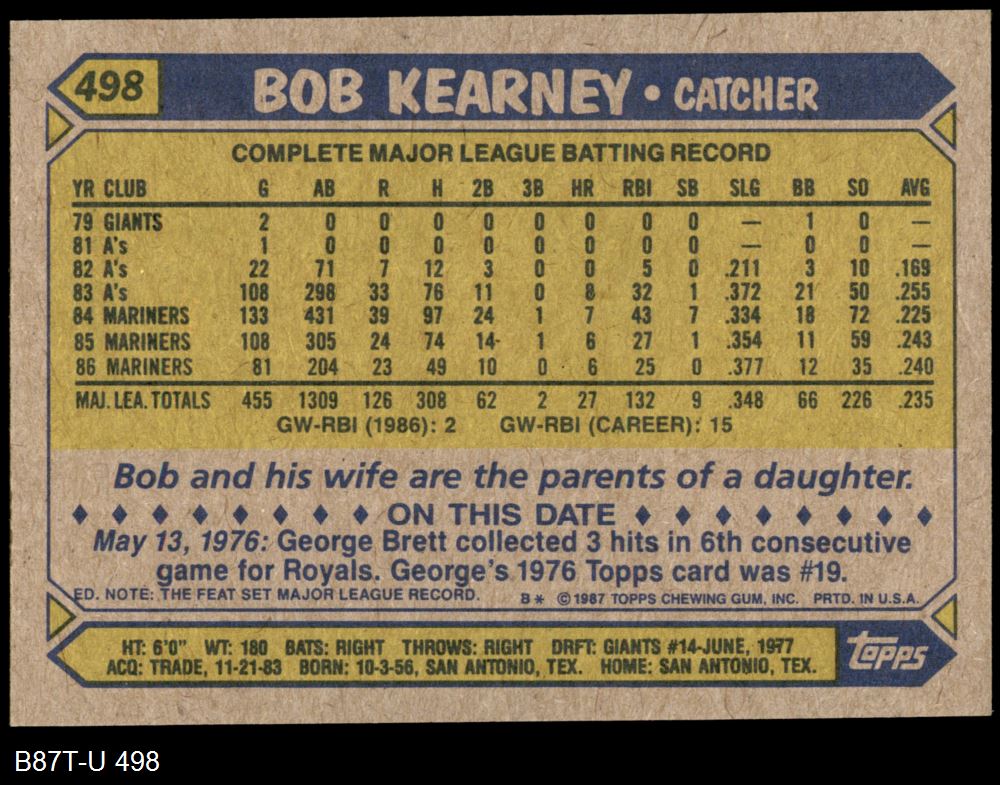 498 BOB KEARNEY • CATCHER
COMPLETE MAJOR LEAGUE BATTING RECORD
YR CLUB G AB R H 2B 3B HR RBI SB SLG BB SO AVG
79 GIANTS 2 0 0 0 0 0 0 0 0 — 1 0 —
81 A's 1 0 0 0 0 0 0 0 0 — 0 0 —
82 A's 22 71 7 12 3 0 0 5 0 .211 3 10 .169
83 A's 108 298 33 76 11 0 8 32 1 .372 21 50 .255
84 MARINERS 133 431 39 97 24 1 7 43 7 .334 18 72 .225
85 MARINERS 108 305 24 74 14 1 6 27 1 .354 11 59 .243
86 MARINERS 81 204 23 49 10 0 6 25 0 .377 12 35 .240
MAJ. LEA. TOTALS 455 1309 126 308 62 2 27 132 9 .348 66 226 .235
GW-RBI (1986): 2 GW-RBI (CAREER): 15
Bob and his wife are the parents of a daughter.
♦ ♦ ♦ ♦ ♦ ♦ ♦ ♦ ON THIS DATE ♦ ♦ ♦ ♦ ♦ ♦ ♦ ♦
May 13, 1976: George Brett collected 3 hits in 6th consecutive
game for Royals. George's 1976 Topps card was #19.
ED. NOTE: THE FEAT SET MAJOR LEAGUE RECORD. B* © 1987 TOPPS CHEWING GUM, INC. PRTD. IN U.S.A.
HT: 6'0" WT: 180 BATS: RIGHT THROWS: RIGHT DRFT: GIANTS #14-JUNE, 1977
ACQ: TRADE, 11-21-83 BORN: 10-3-56, SAN ANTONIO, TEX. HOME: SAN ANTONIO, TEX.
Topps
B87T-U 498